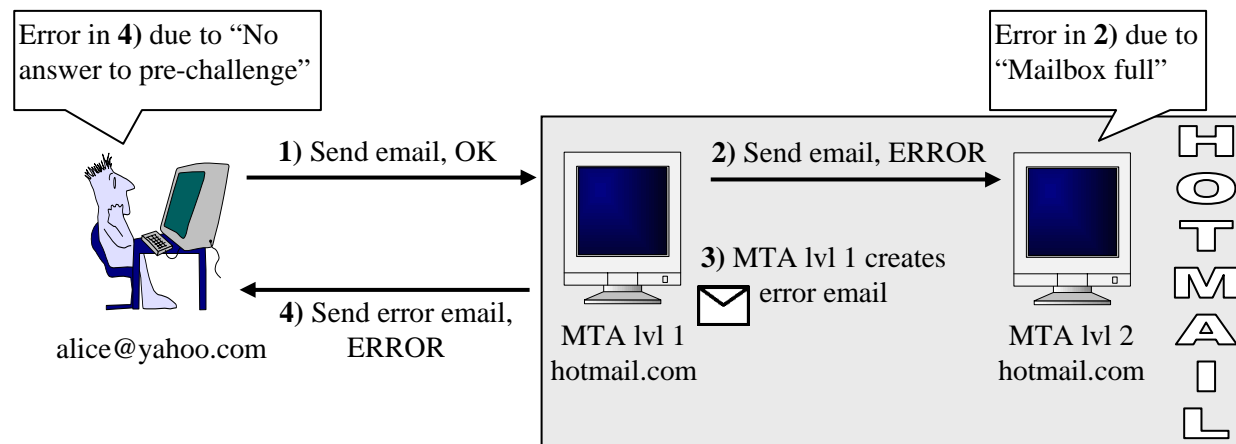 Error in 4) due to “No
answer to pre-challenge”
Error in 2) due to
“Mailbox full”
1) Send email, OK
2) Send email, ERROR
3) MTA lvl 1 creates
error email
4) Send error email,
ERROR
alice@yahoo.com
MTA lvl 1
hotmail.com
MTA lvl 2
hotmail.com
HOTMAIL